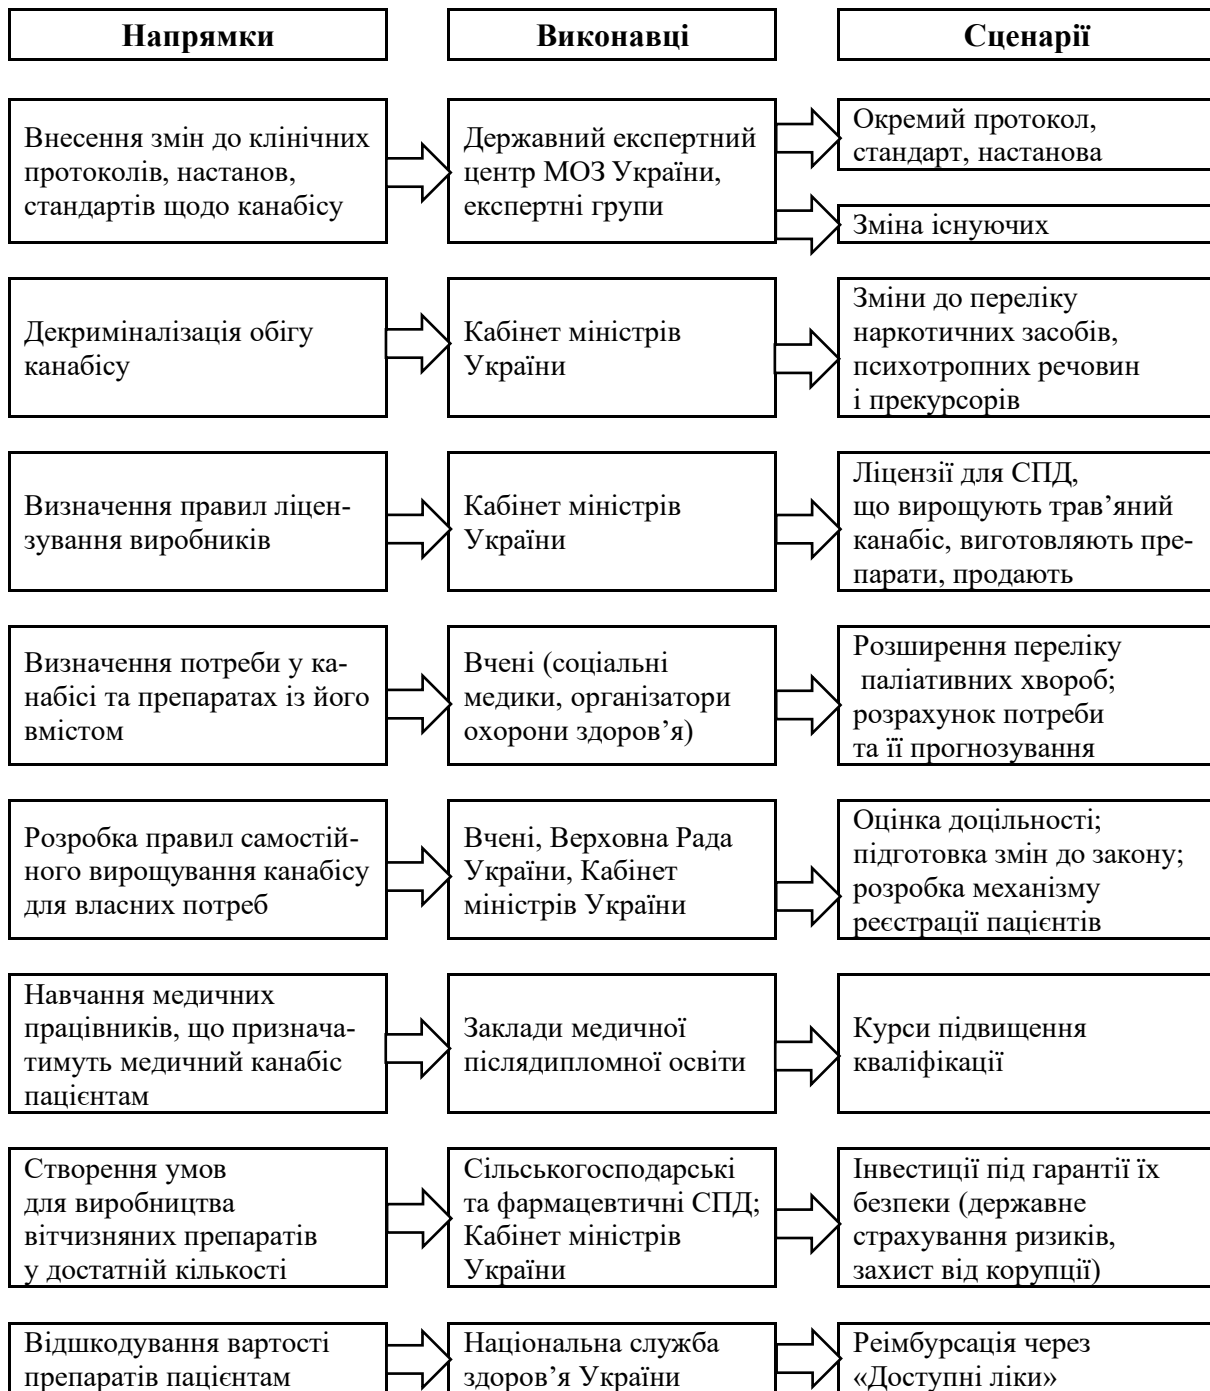 Напрямки
Виконавці
Сценарії
Внесення змін до клінічних
протоколів, настанов,
стандартів щодо канабісу
Державний експертний
центр МОЗ України,
експертні групи
Окремий протокол,
стандарт, настанова
Зміна існуючих
Декриміналізація обігу
канабісу
Кабінет міністрів
України
Зміни до переліку
наркотичних засобів,
психотропних речовин
і прекурсорів
Визначення правил ліцен-
зування виробників
Кабінет міністрів
України
Ліцензії для СПД,
що вирощують трав’яний
канабіс, виготовляють пре-
парати, продають
Визначення потреби у ка-
набісі та препаратах із його
вмістом
Вчені (соціальні
медики, організатори
охорони здоров’я)
Розширення переліку
паліативних хвороб;
розрахунок потреби
та її прогнозування
Розробка правил самостій-
ного вирощування канабісу
для власних потреб
Вчені, Верховна Рада
України, Кабінет
міністрів України
Оцінка доцільності;
підготовка змін до закону;
розробка механізму
реєстрації пацієнтів
Навчання медичних
працівників, що признача-
тимуть медичний канабіс
пацієнтам
Заклади медичної
післядипломної освіти
Курси підвищення
кваліфікації
Створення умов
для виробництва
вітчизняних препаратів
у достатній кількості
Сільськогосподарські
та фармацевтичні СПД;
Кабінет міністрів
України
Інвестиції під гарантії їх
безпеки (державне
страхування ризиків,
захист від корупції)
Відшкодування вартості
препаратів пацієнтам
Національна служба
здоров’я України
Реімбурсація через
«Доступні ліки»